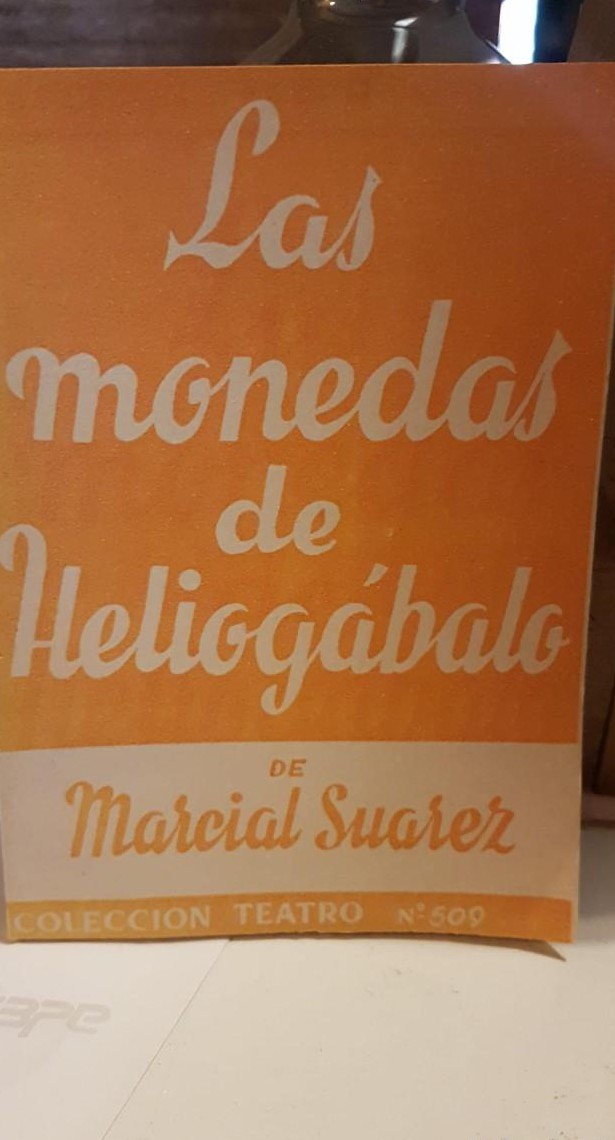 Las
monedas
de
Heliogábalo
DE
Marcial Suarez
COLECCION TEATRO Nº 509